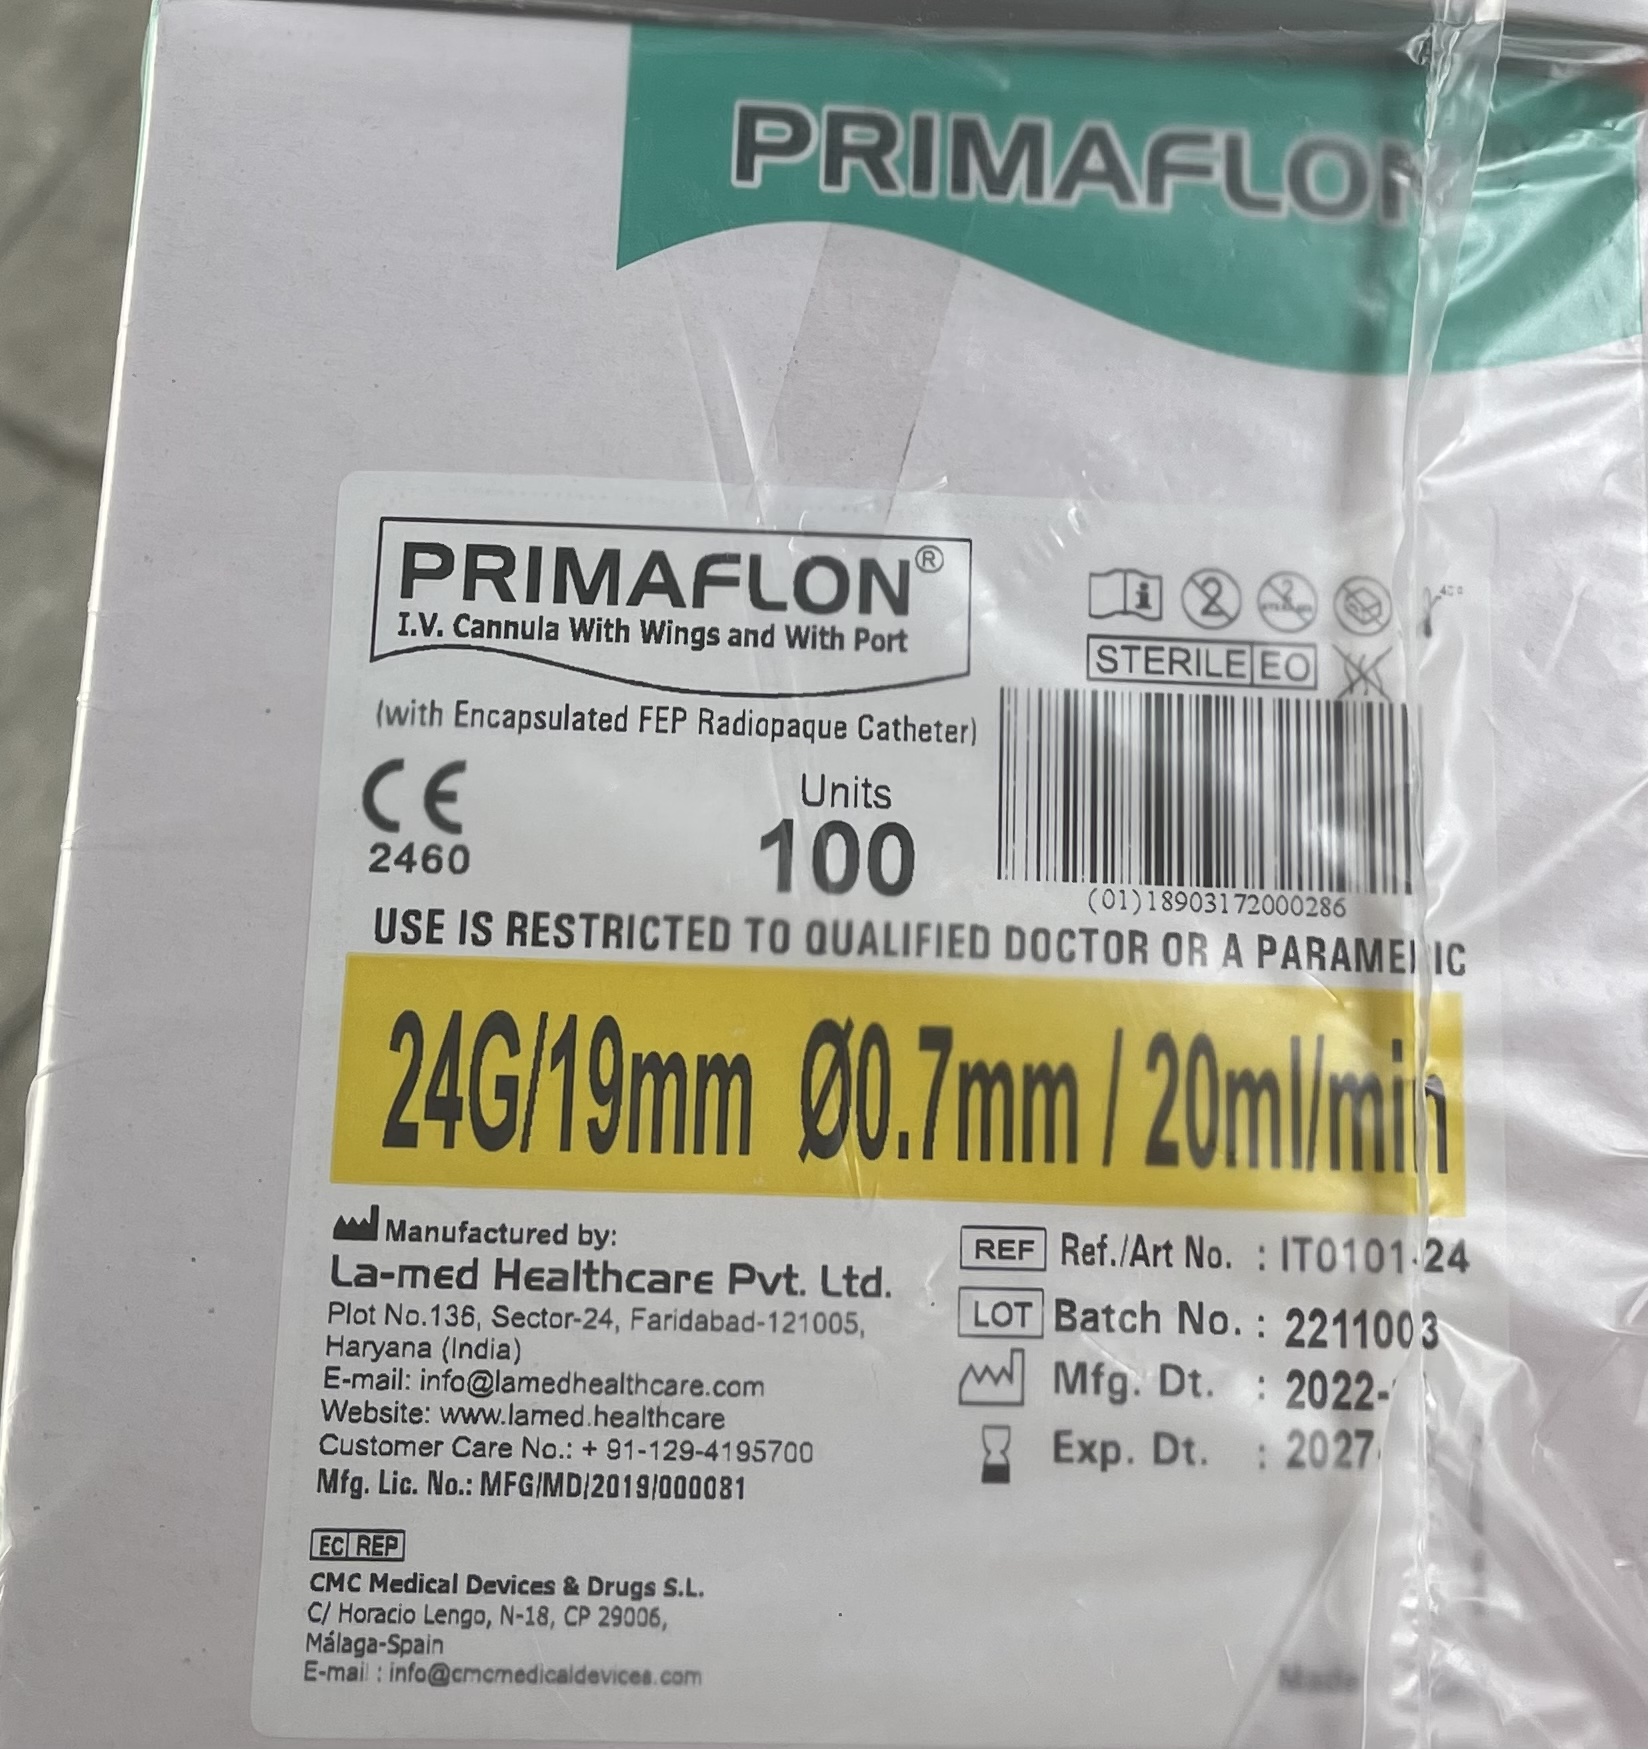 PRIMAFLON
PRIMAFLON®
I.V. Cannula With Wings and With Port
(with Encapsulated FEP Radiopaque Catheter)
STERILE EO
CE
2460
Units
100
(01)18903172000286
USE IS RESTRICTED TO QUALIFIED DOCTOR OR A PARAMEDIC
24G/19mm Ø0.7mm / 20ml/min
Manufactured by:
La-med Healthcare Pvt. Ltd.
Plot No.136, Sector-24, Faridabad-121005,
Haryana (India)
E-mail: info@lamedhealthcare.com
Website: www.lamed.healthcare
Customer Care No.: + 91-129-4195700
Mfg. Lic. No.: MFG/MD/2019/000081
EC REP
CMC Medical Devices & Drugs S.L.
C/ Horacio Lengo, N-18, CP 29006,
Málaga-Spain
E-mail : info@cmcmedicaldevices.com
REF Ref./Art No. : IT0101-24
LOT Batch No. : 2211003
Mfg. Dt. : 2022-
Exp. Dt. : 2027-
Made